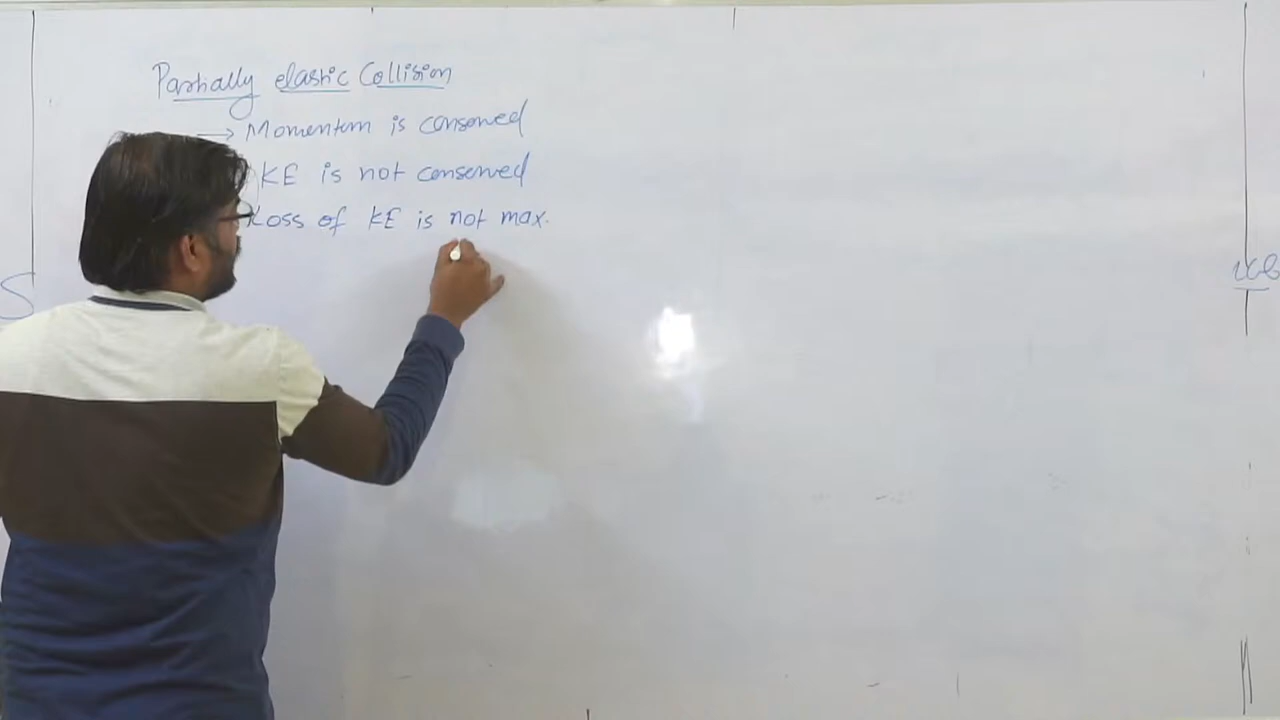 Partially elastic Collision
→ Momentum is conserved
KE is not conserved
Loss of KE is not max.